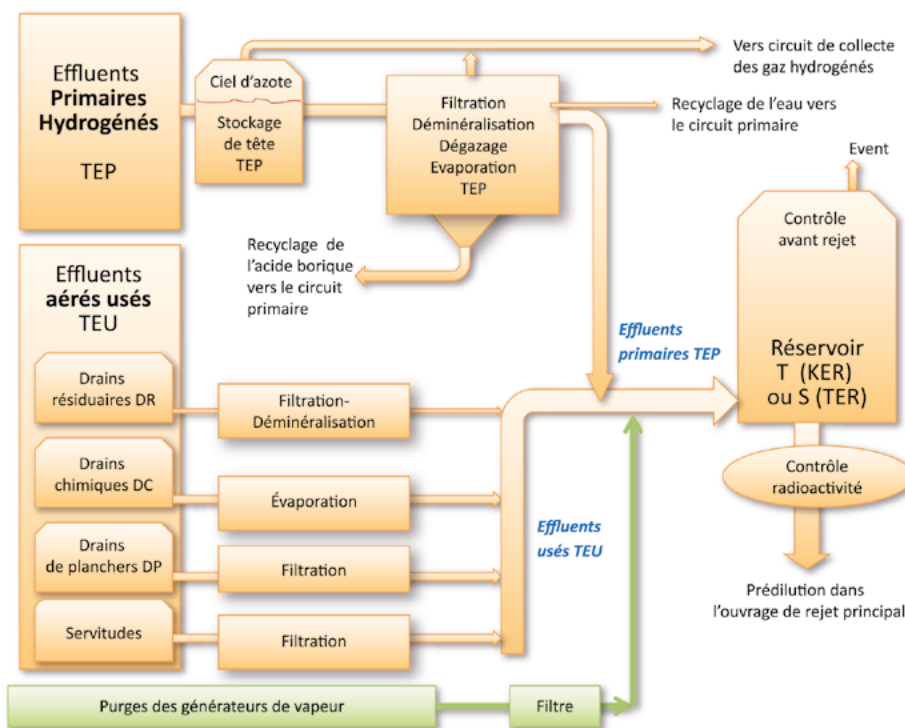 Effluents
Primaires
Hydrogénés
TEP
Ciel d'azote
Stockage
de tête
TEP
Filtration
Déminéralisation
Dégazage
Evaporation
TEP
Vers circuit de collecte
des gaz hydrogénés
Recyclage de l'eau vers
le circuit primaire
Recyclage de
l'acide borique
vers le circuit
primaire
Event
Contrôle
avant rejet
Réservoir
T (KER)
ou S (TER)
Contrôle
radioactivité
Prédilution dans
l'ouvrage de rejet principal
Effluents
primaires TEP
Effluents
aérés usés
TEU
Drains
résiduaires DR
Filtration-
Déminéralisation
Drains
chimiques DC
Évaporation
Drains
de planchers DP
Filtration
Servitudes
Filtration
Effluents
usés TEU
Purges des générateurs de vapeur
Filtre